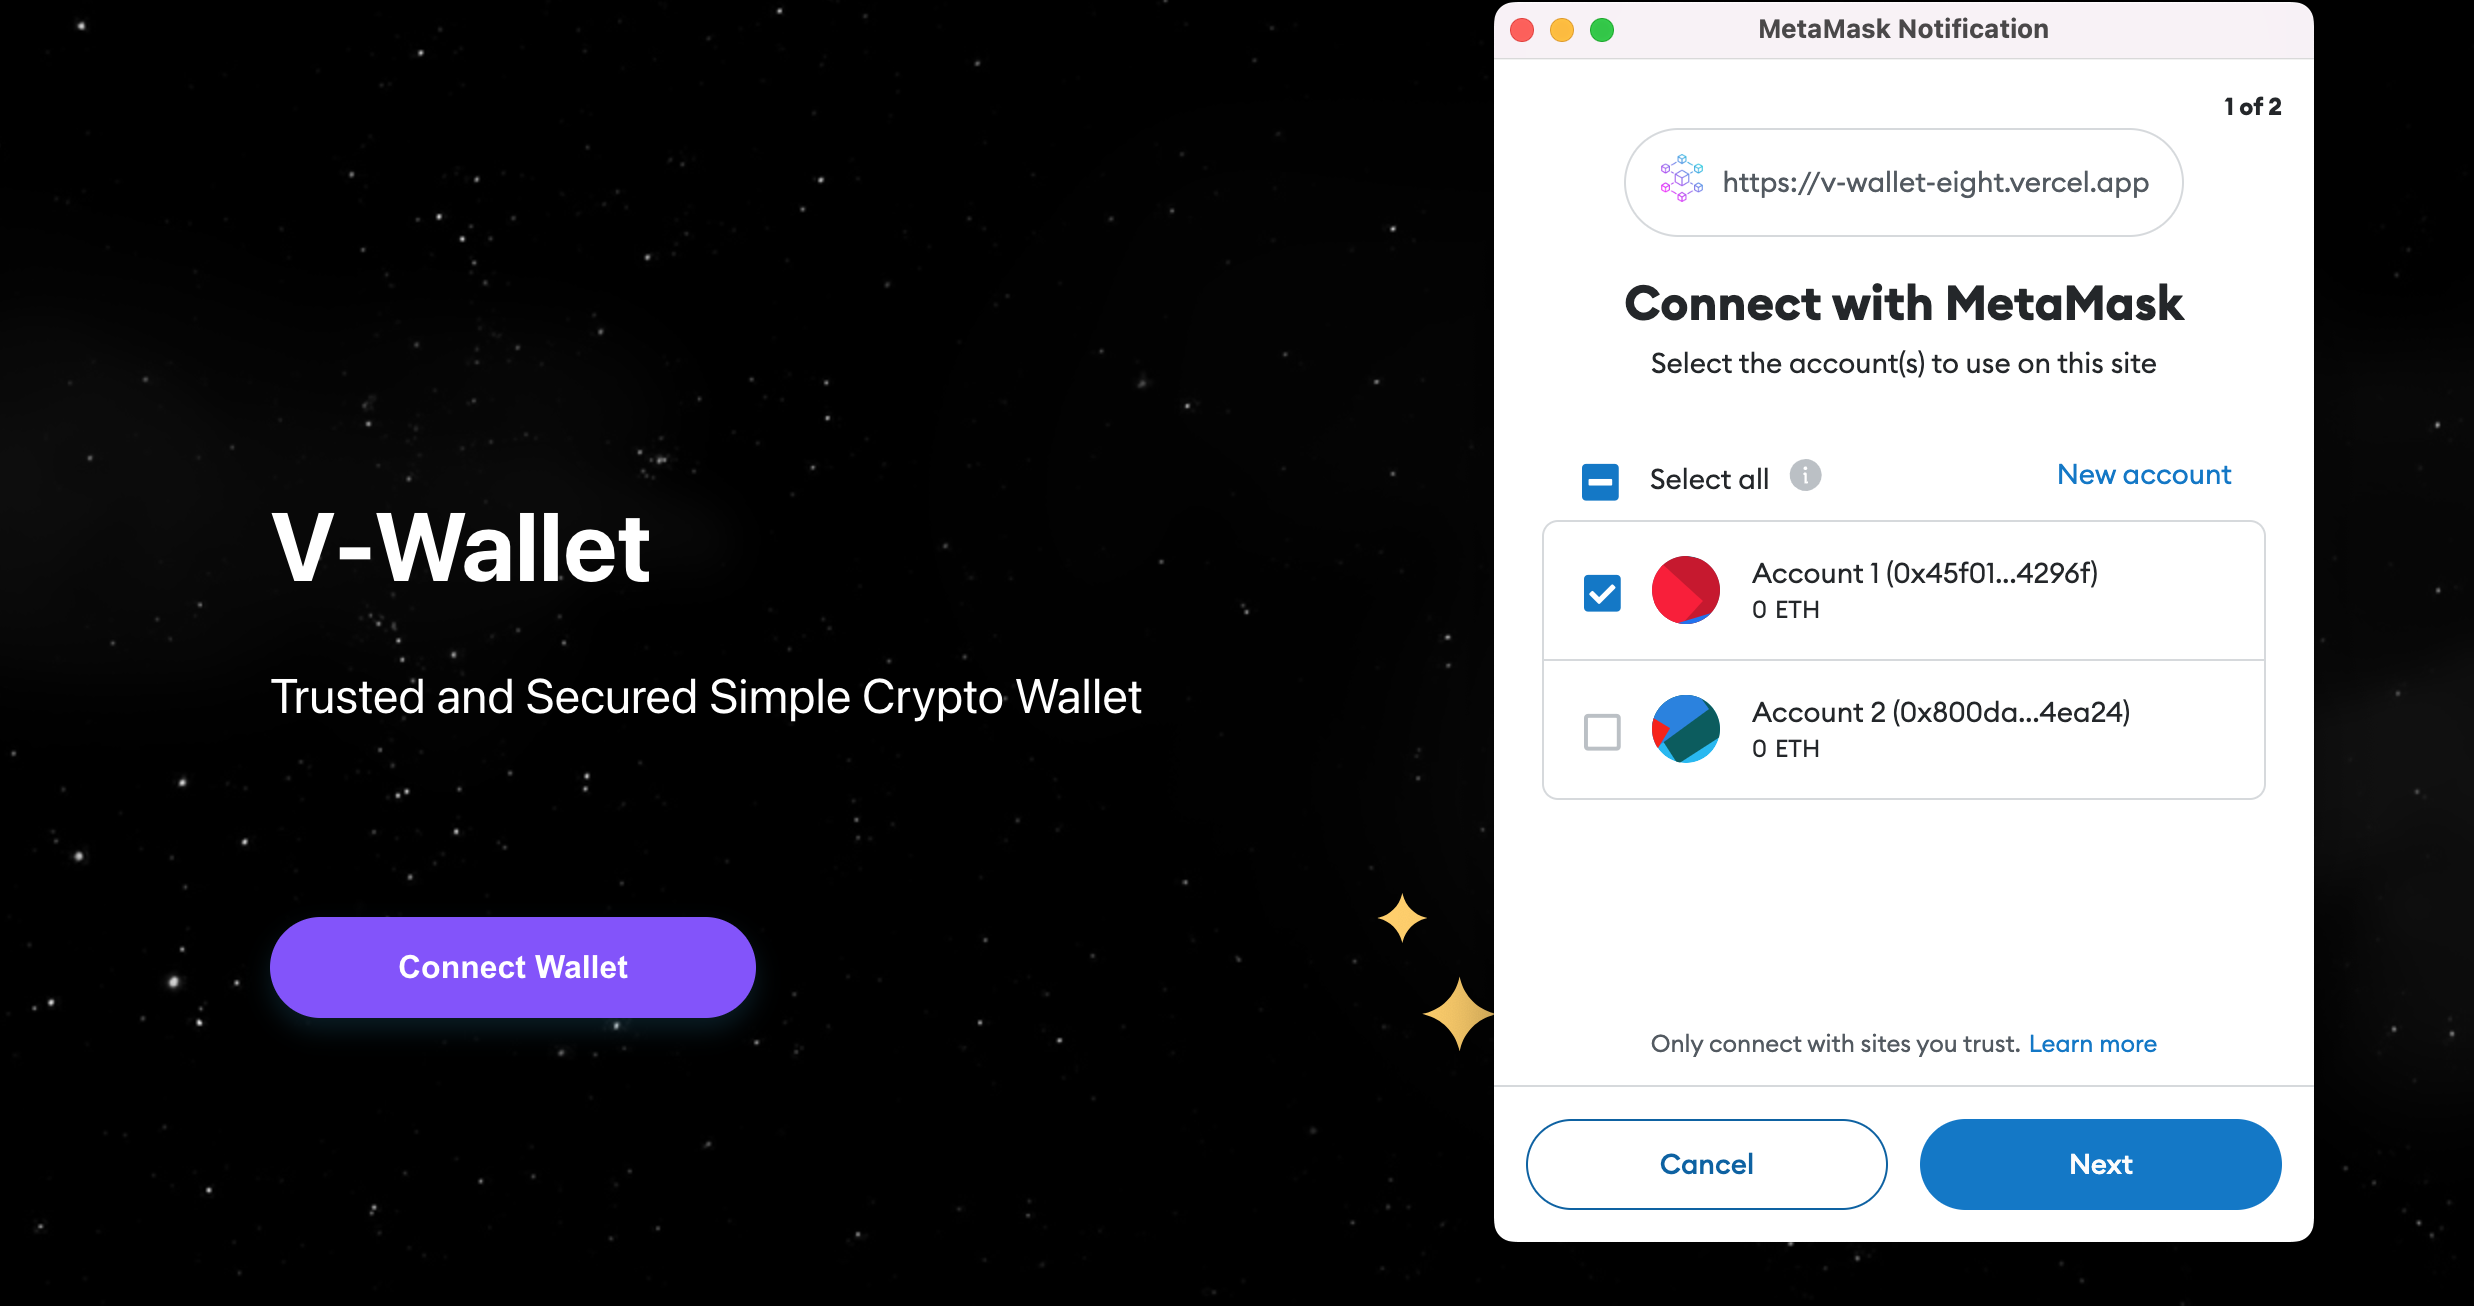 V-Wallet
Trusted and Secured Simple Crypto Wallet
Connect Wallet
MetaMask Notification
1 of 2
https://v-wallet-eight.vercel.app
Connect with MetaMask
Select the account(s) to use on this site
Select all
New account
Account 1 (0x45f01...4296f)
0 ETH
Account 2 (0x800da...4ea24)
0 ETH
Only connect with sites you trust. Learn more
Cancel
Next